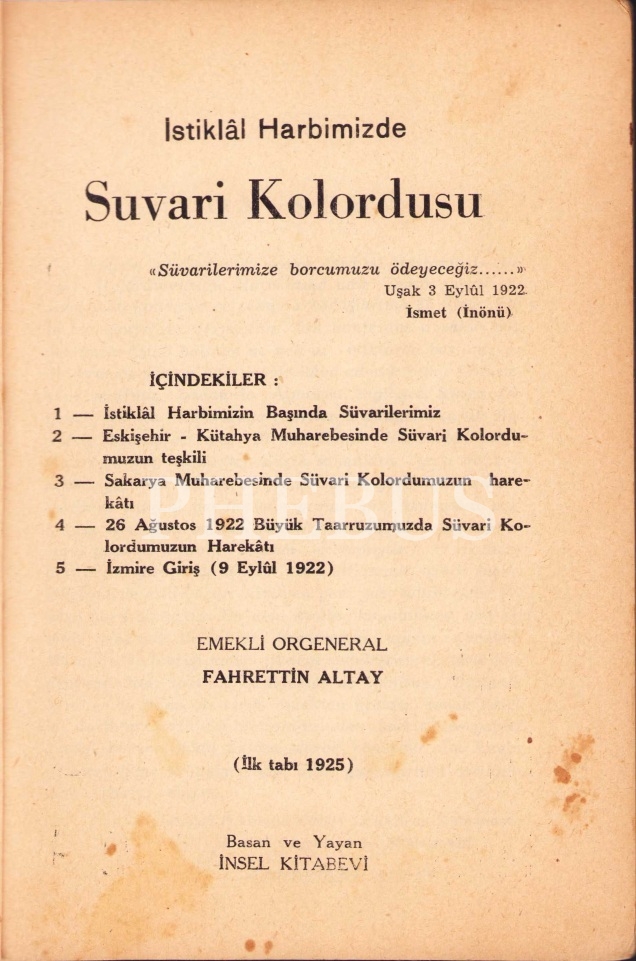 İstiklâl Harbimizde
Suvari Kolordusu
«Süvarilerimize borcumuzu ödeyeceğiz......»
Uşak 3 Eylûl 1922
İsmet (İnönü)
İÇİNDEKİLER :
1 — İstiklâl Harbimizin Başında Süvarilerimiz
2 — Eskişehir - Kütahya Muharebesinde Süvari Kolordu-
muzun teşkili
3 — Sakarya Muharebesinde Süvari Kolordumuzun hare-
kâtı
4 — 26 Ağustos 1922 Büyük Taarruzumuzda Süvari Ko-
lordumuzun Harekâtı
5 — İzmire Giriş (9 Eylûl 1922)
PHEBUS
EMEKLİ ORGENERAL
FAHRETTİN ALTAY
(İlk tabı 1925)
Basan ve Yayan
İNSEL KİTABEVİ